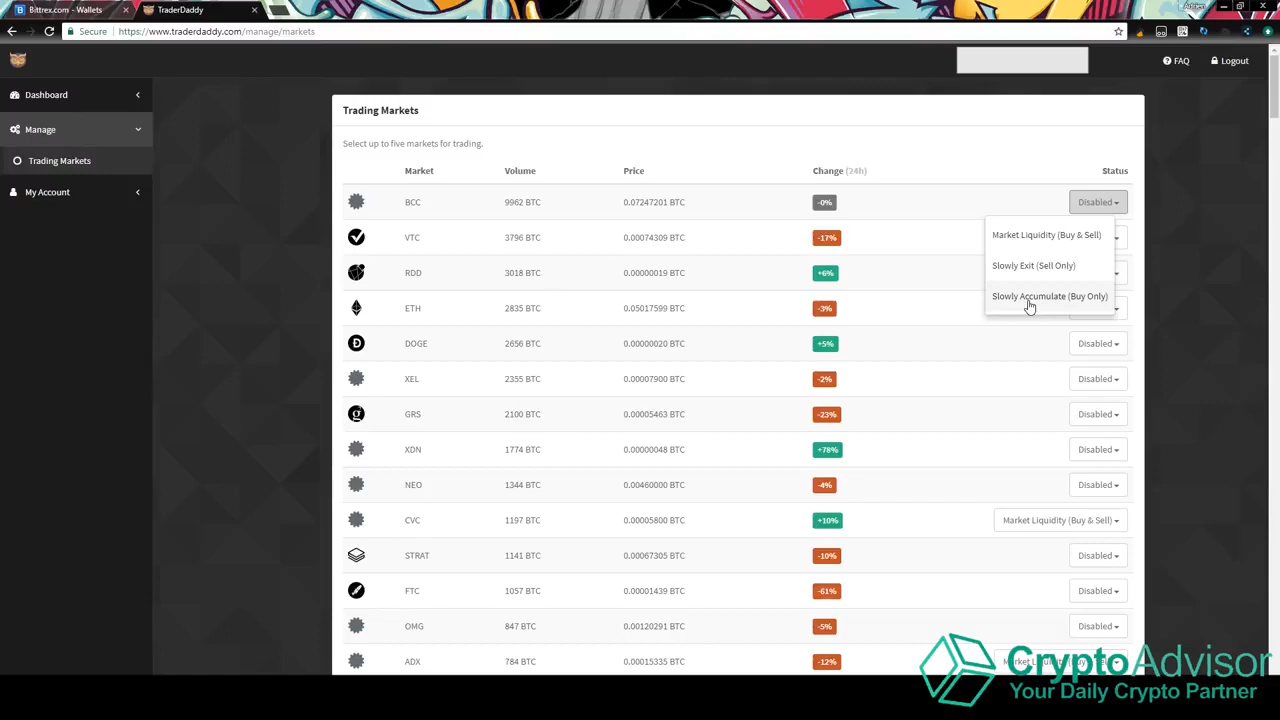 Bittrex.com - Wallets
TraderDaddy
Adrien
Secure https://www.traderdaddy.com/manage/markets
FAQ Logout
Dashboard
Manage
Trading Markets
My Account
Trading Markets
Select up to five markets for trading.
Market Volume Price Change (24h) Status
BCC 9962 BTC 0.07247201 BTC -0% Disabled
VTC 3796 BTC 0.00074309 BTC -17%
RDD 3018 BTC 0.00000019 BTC +6%
ETH 2835 BTC 0.05017599 BTC -3%
Market Liquidity (Buy & Sell)
Slowly Exit (Sell Only)
Slowly Accumulate (Buy Only)
DOGE 2656 BTC 0.00000020 BTC +5% Disabled
XEL 2355 BTC 0.00007900 BTC -2% Disabled
GRS 2100 BTC 0.00005463 BTC -23% Disabled
XDN 1774 BTC 0.00000048 BTC +78% Disabled
NEO 1344 BTC 0.00460000 BTC -4% Disabled
CVC 1197 BTC 0.00005800 BTC +10% Market Liquidity (Buy & Sell)
STRAT 1141 BTC 0.00067305 BTC -10% Disabled
FTC 1057 BTC 0.00001439 BTC -61% Disabled
OMG 847 BTC 0.00120291 BTC -5% Disabled
ADX 784 BTC 0.00015335 BTC -12%
CryptoAdvisor
Your Daily Crypto Partner